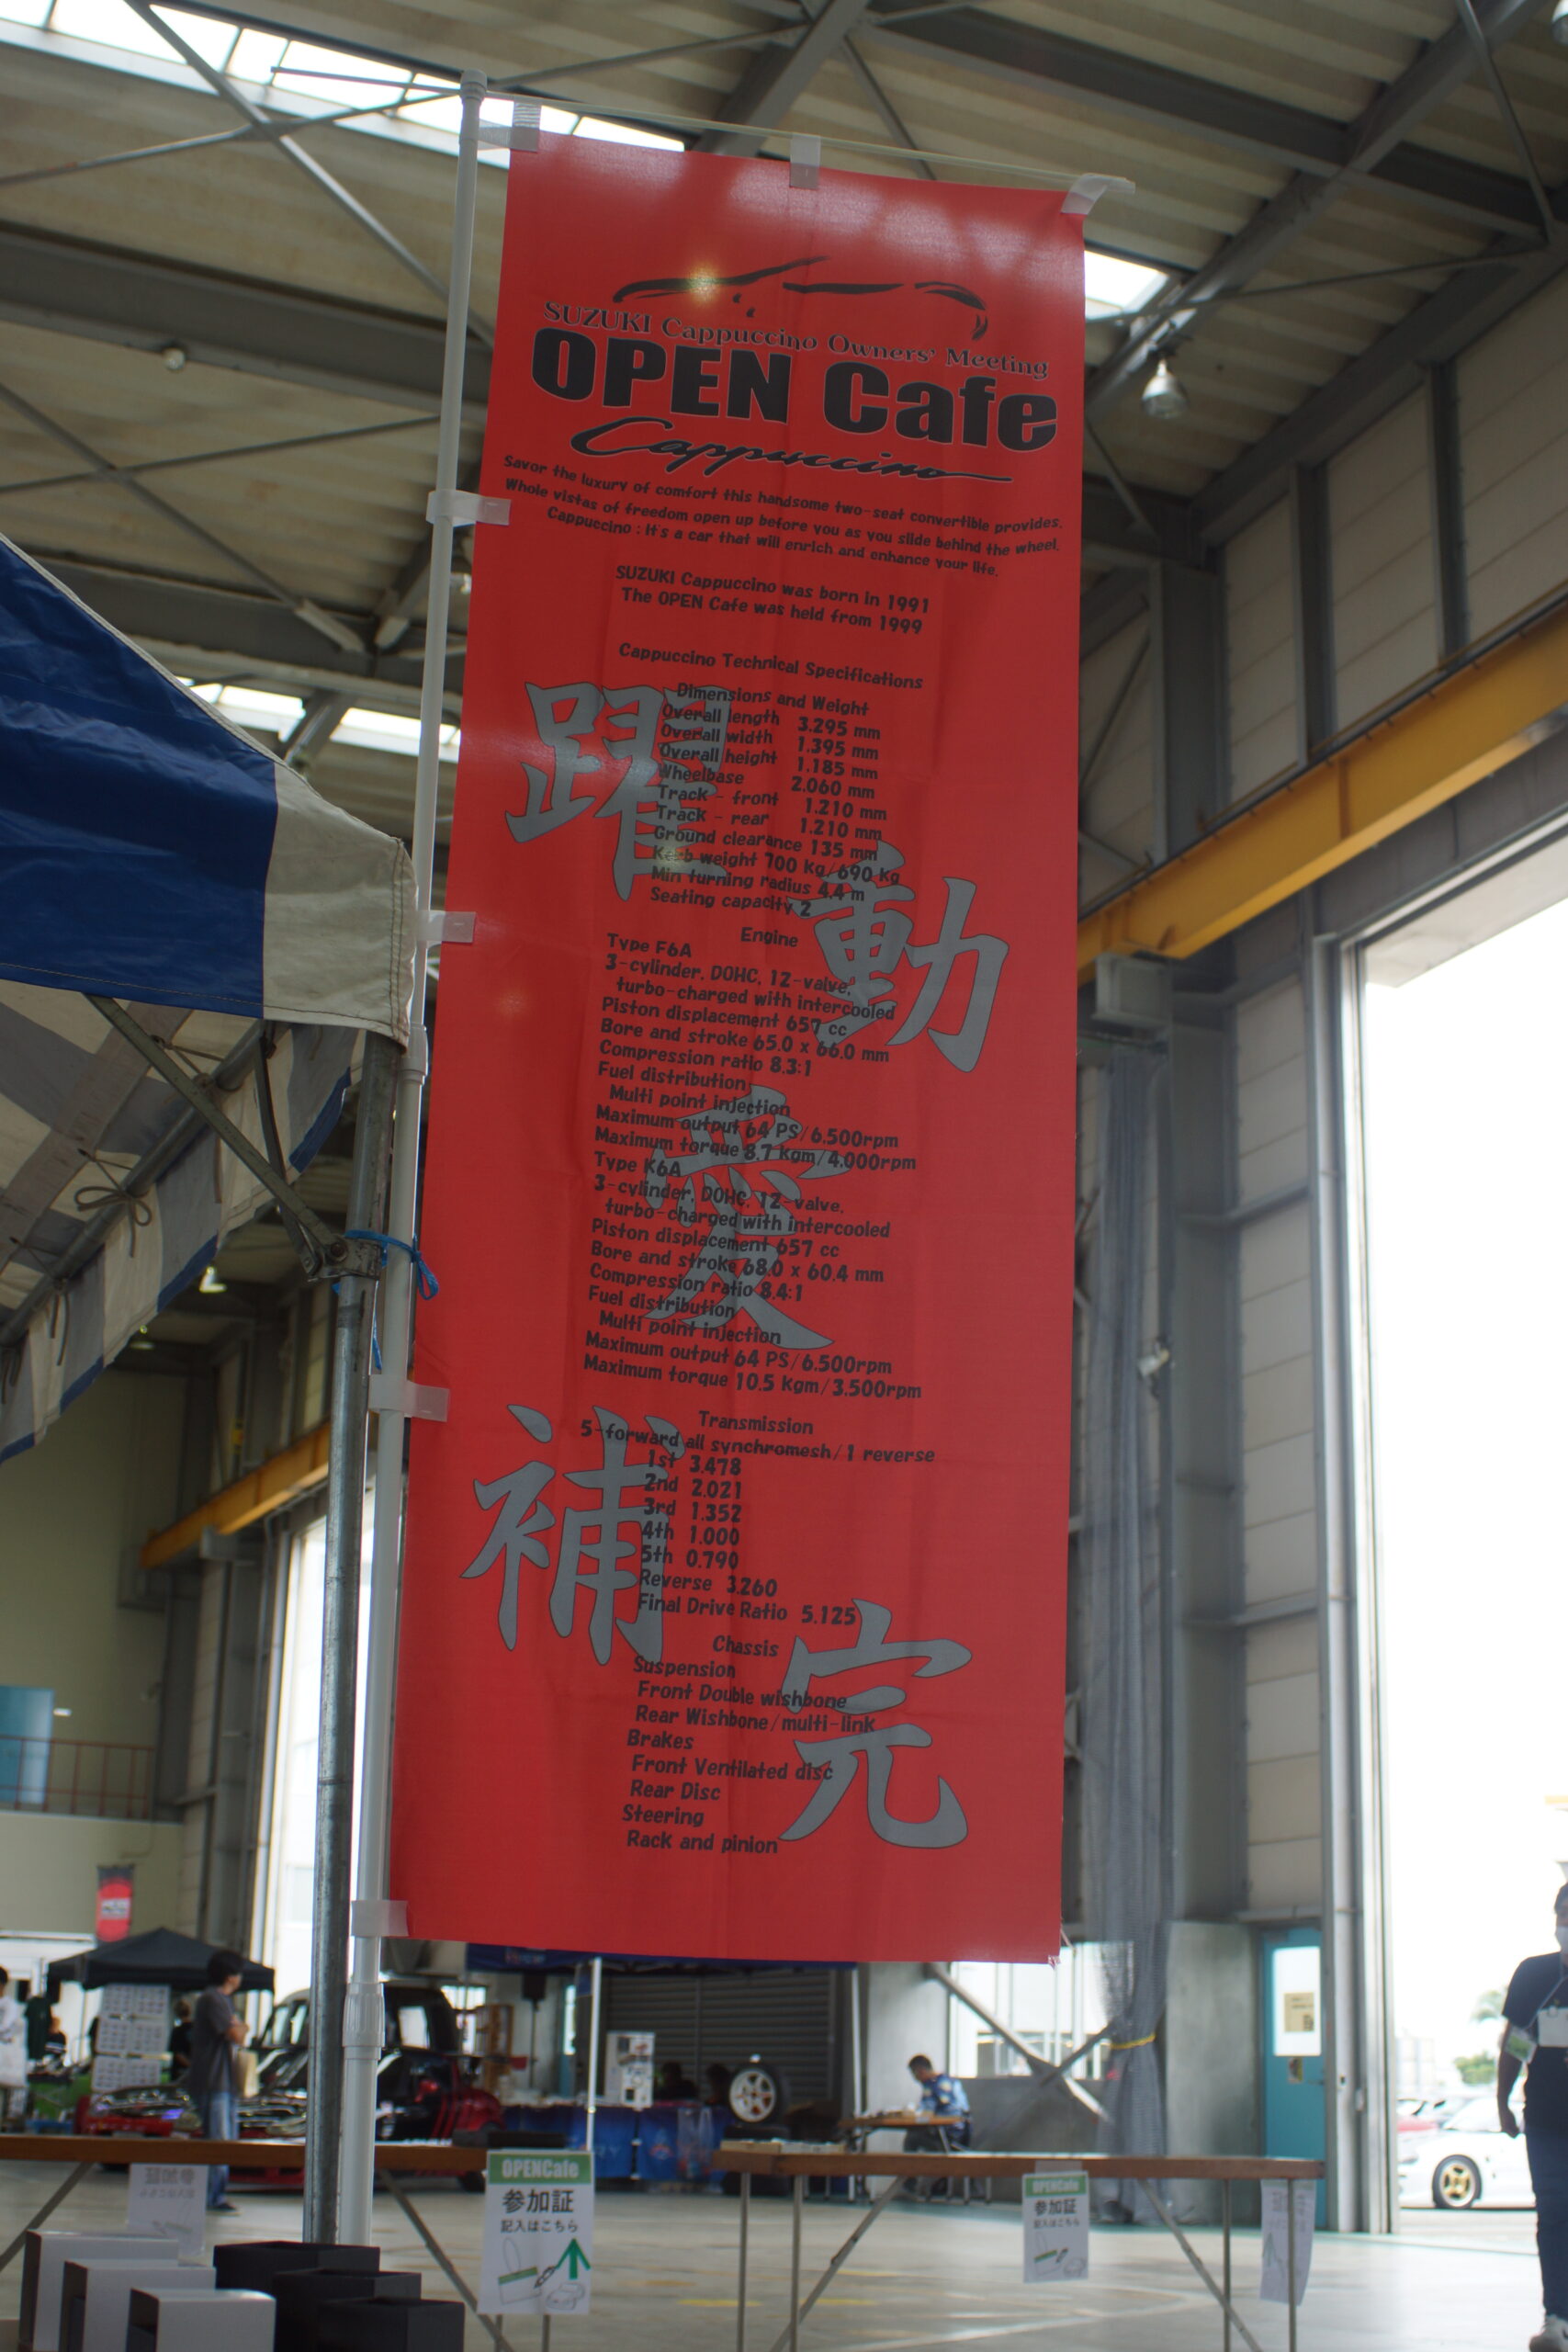 SUZUKI Cappuccino Owners' Meeting
OPEN Cafe
Cappuccino
Savor the luxury of comfort this handsome two-seat convertible provides.
Whole vistas of freedom open up before you as you slide behind the wheel.
Cappuccino : It's a car that will enrich and enhance your life.
SUZUKI Cappuccino was born in 1991
The OPEN Cafe was held from 1999
Cappuccino Technical Specifications
Dimensions and Weight
Overall length 3.295 mm
Overall width 1.395 mm
Overall height 1.185 mm
Wheelbase 2.060 mm
Track - front 1.210 mm
Track - rear 1.210 mm
Ground clearance 135 mm
Kerb weight 700 Kg/690 Kg
Min turning radius 4.4 m
Seating capacity 2
躍
動
Engine
Type F6A
3-cylinder, DOHC, 12-valve,
turbo-charged with intercooled
Piston displacement 657 cc
Bore and stroke 65.0 x 66.0 mm
Compression ratio 8.3:1
Fuel distribution
Multi point injection
Maximum output 64 PS/6,500rpm
Maximum torque 8.7 Kgm/4,000rpm
Type K6A
3-cylinder, DOHC, 12-valve,
turbo-charged with intercooled
Piston displacement 657 cc
Bore and stroke 68.0 x 60.4 mm
Compression ratio 8.4:1
Fuel distribution
Multi point injection
Maximum output 64 PS/6,500rpm
Maximum torque 10.5 Kgm/3,500rpm
愛
Transmission
5-forward all synchromesh/1 reverse
1st 3.478
2nd 2.021
3rd 1.352
4th 1.000
5th 0.790
Reverse 3.260
Final Drive Ratio 5.125
補
完
Chassis
Suspension
Front Double wishbone
Rear Wishbone/multi-link
Brakes
Front Ventilated disc
Rear Disc
Steering
Rack and pinion
OPENCafe
参加証
記入はこちら
OPENCafe
参加証
記入はこちら